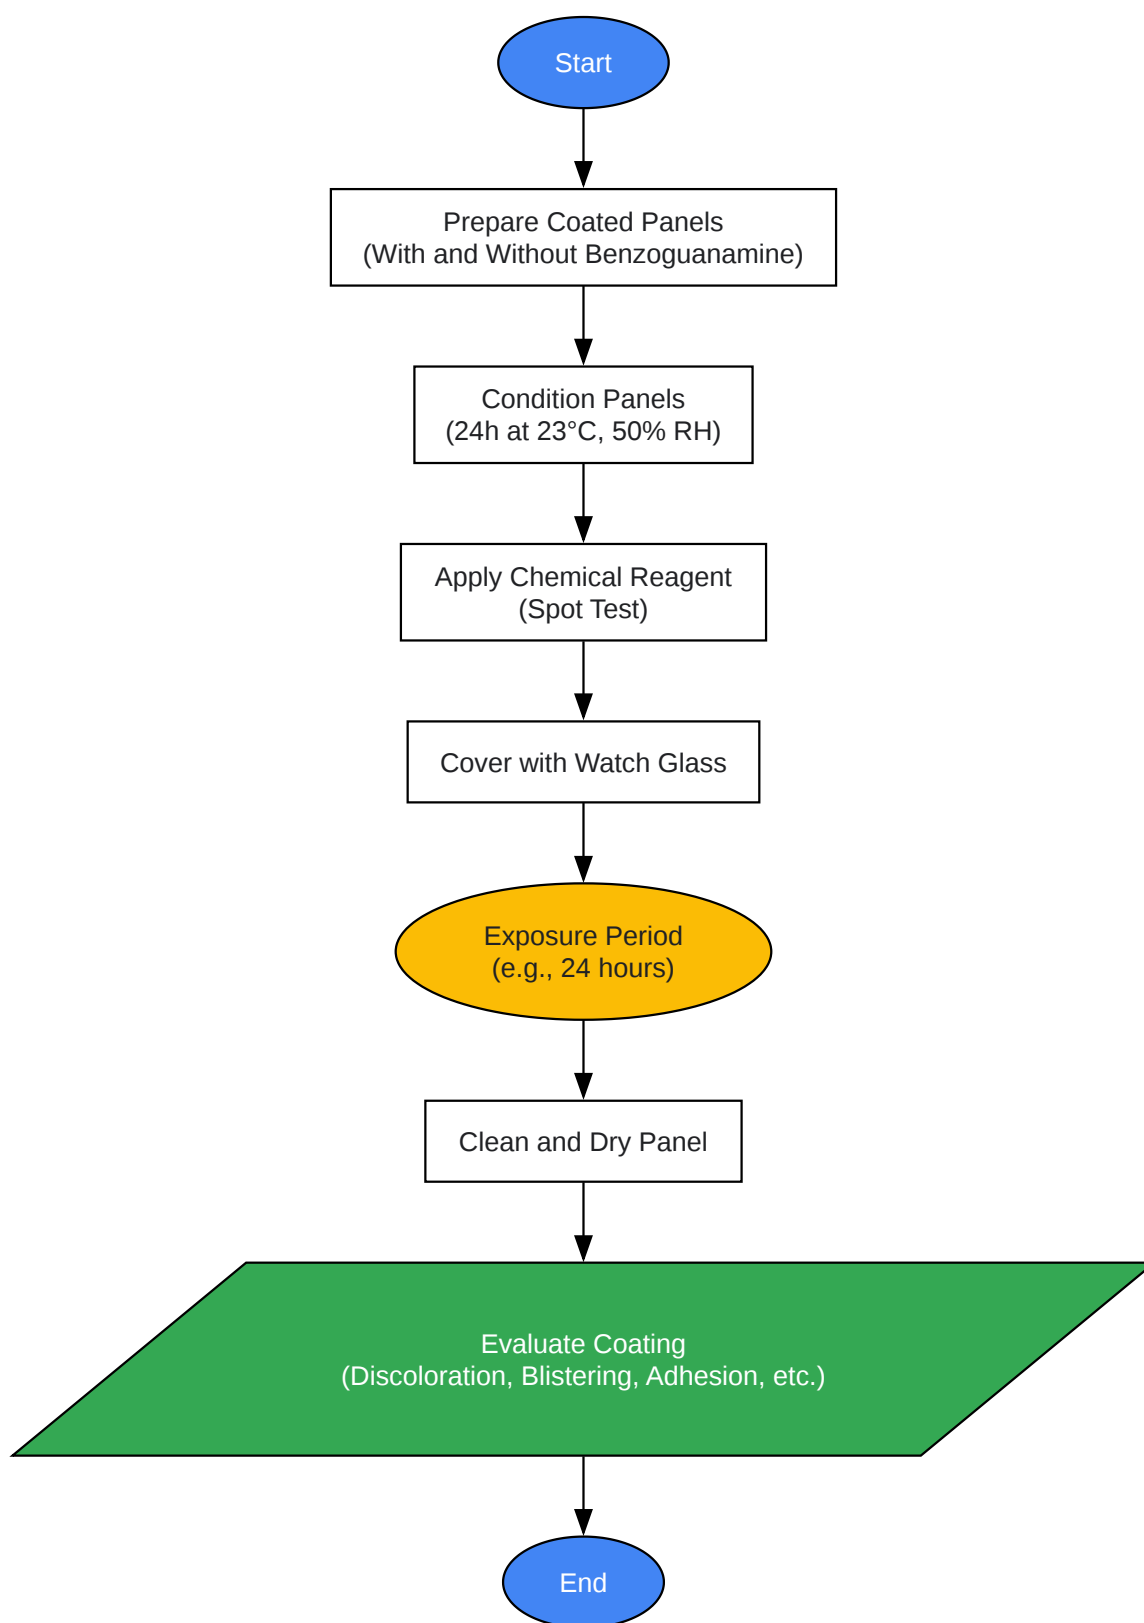 Start
Prepare Coated Panels
(With and Without Benzoguanamine)
Condition Panels
(24h at 23°C, 50% RH)
Apply Chemical Reagent
(Spot Test)
Cover with Watch Glass
Exposure Period
(e.g., 24 hours)
Clean and Dry Panel
Evaluate Coating
(Discoloration, Blistering, Adhesion, etc.)
End